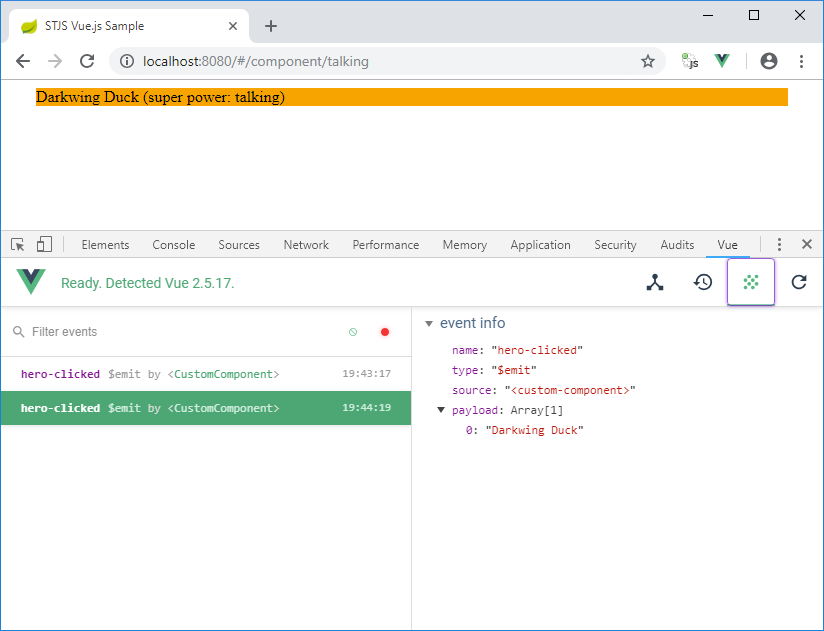 STJS Vue.js Sample
localhost:8080/#/component/talking
JS
Darkwing Duck (super power: talking)
Elements Console Sources Network Performance Memory Application Security Audits Vue
Ready. Detected Vue 2.5.17.
Filter events
hero-clicked $emit by <CustomComponent> 19:43:17
hero-clicked $emit by <CustomComponent> 19:44:19
event info
name: "hero-clicked"
type: "$emit"
source: "<custom-component>"
payload: Array[1]
0: "Darkwing Duck"